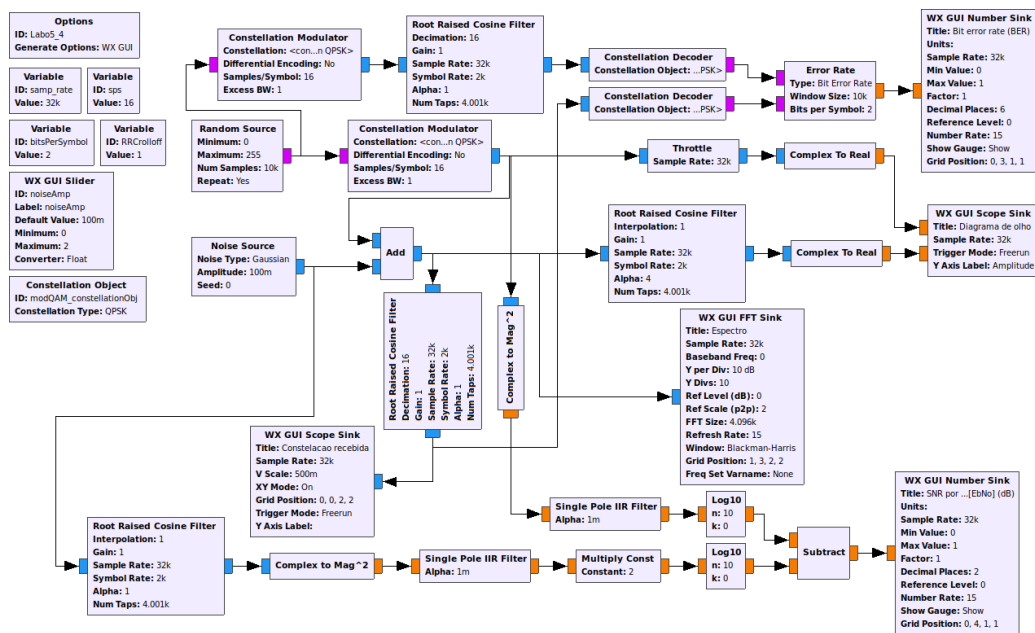 Options
ID: Labo5_4
Generate Options: WX GUI
Variable
ID: samp_rate
Value: 32k
Variable
ID: sps
Value: 16
Variable
ID: bitsPerSymbol
Value: 2
Variable
ID: RRCrolloff
Value: 1
WX GUI Slider
ID: noiseAmp
Label: noiseAmp
Default Value: 100m
Minimum: 0
Maximum: 2
Converter: Float
Constellation Object
ID: modQAM_constellationObj
Constellation Type: QPSK
Constellation Modulator
Constellation: <con...n QPSK>
Differential Encoding: No
Samples/Symbol: 16
Excess BW: 1
Root Raised Cosine Filter
Decimation: 16
Gain: 1
Sample Rate: 32k
Symbol Rate: 2k
Alpha: 1
Num Taps: 4.001k
Constellation Decoder
Constellation Object: ...PSK>
Constellation Decoder
Constellation Object: ...PSK>
Error Rate
Type: Bit Error Rate
Window Size: 10k
Bits per Symbol: 2
WX GUI Number Sink
Title: Bit error rate (BER)
Units:
Sample Rate: 32k
Min Value: 0
Max Value: 1
Factor: 1
Decimal Places: 6
Reference Level: 0
Number Rate: 15
Show Gauge: Show
Grid Position: 0, 3, 1, 1
Random Source
Minimum: 0
Maximum: 255
Num Samples: 10k
Repeat: Yes
Constellation Modulator
Constellation: <con...n QPSK>
Differential Encoding: No
Samples/Symbol: 16
Excess BW: 1
Throttle
Sample Rate: 32k
Complex To Real
Noise Source
Noise Type: Gaussian
Amplitude: 100m
Seed: 0
Add
Root Raised Cosine Filter
Interpolation: 1
Gain: 1
Sample Rate: 32k
Symbol Rate: 2k
Alpha: 4
Num Taps: 4.001k
Complex To Real
WX GUI Scope Sink
Title: Diagrama de olho
Sample Rate: 32k
Trigger Mode: Freerun
Y Axis Label: Amplitude
Root Raised Cosine Filter
Decimation: 16
Gain: 1
Sample Rate: 32k
Symbol Rate: 2k
Alpha: 1
Num Taps: 4.001k
Complex to Mag^2
WX GUI FFT Sink
Title: Espectro
Sample Rate: 32k
Baseband Freq: 0
Y per Div: 10 dB
Y Divs: 10
Ref Level (dB): 0
Ref Scale (p2p): 2
FFT Size: 4.096k
Refresh Rate: 15
Window: Blackman-Harris
Grid Position: 1, 3, 2, 2
Freq Set Varname: None
WX GUI Scope Sink
Title: Constelacao recebida
Sample Rate: 32k
V Scale: 500m
XY Mode: On
Grid Position: 0, 0, 2, 2
Trigger Mode: Freerun
Y Axis Label:
Single Pole IIR Filter
Alpha: 1m
Log10
n: 10
k: 0
Root Raised Cosine Filter
Interpolation: 1
Gain: 1
Sample Rate: 32k
Symbol Rate: 2k
Alpha: 1
Num Taps: 4.001k
Complex to Mag^2
Single Pole IIR Filter
Alpha: 1m
Multiply Const
Constant: 2
Log10
n: 10
k: 0
Subtract
WX GUI Number Sink
Title: SNR por ...[EbNo] (dB)
Units:
Sample Rate: 32k
Min Value: 0
Max Value: 1
Factor: 1
Decimal Places: 2
Reference Level: 0
Number Rate: 15
Show Gauge: Show
Grid Position: 0, 4, 1, 1